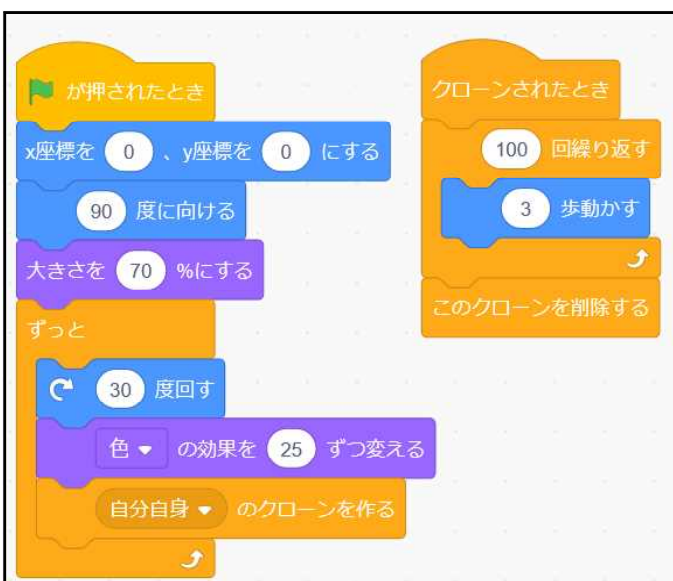 が押されたとき
x座標を 0 、y座標を 0 にする
90 度に向ける
大きさを 70 %にする
ずっと
30 度回す
色 の効果を 25 ずつ変える
自分自身 のクローンを作る
クローンされたとき
100 回繰り返す
3 歩動かす
このクローンを削除する